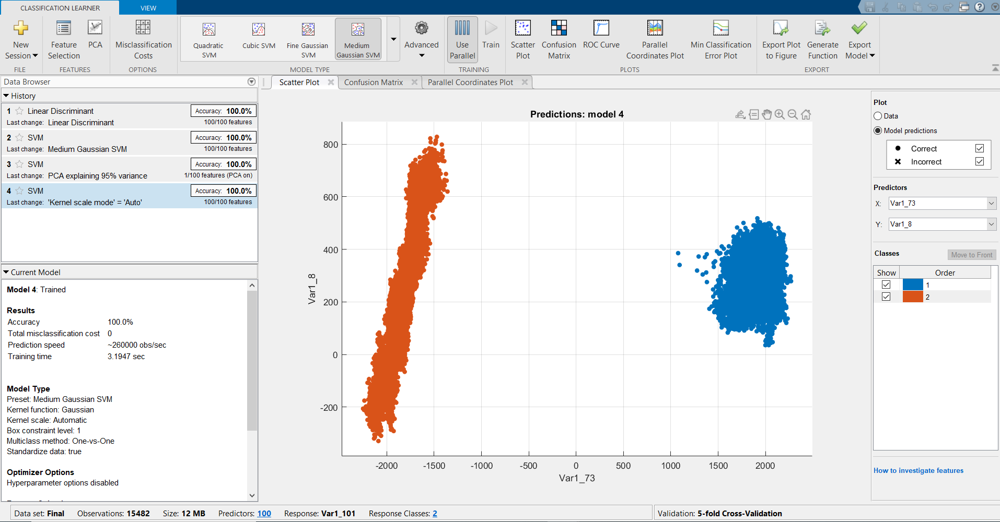 CLASSIFICATION LEARNER
VIEW
New Session
Feature Selection
PCA
Misclassification Costs
Quadratic SVM
Cubic SVM
Fine Gaussian SVM
Medium Gaussian SVM
Advanced
Use Parallel
Train
Scatter Plot
Confusion Matrix
ROC Curve
Parallel Coordinates Plot
Min Classification Error Plot
Export Plot to Figure
Generate Function
Export Model
FILE
FEATURES
OPTIONS
MODEL TYPE
TRAINING
PLOTS
EXPORT
Data Browser
History
1 Linear Discriminant Accuracy: 100.0%
Last change: Linear Discriminant 100/100 features
2 SVM Accuracy: 100.0%
Last change: Medium Gaussian SVM 100/100 features
3 SVM Accuracy: 100.0%
Last change: PCA explaining 95% variance 1/100 features (PCA on)
4 SVM Accuracy: 100.0%
Last change: 'Kernel scale mode' = 'Auto' 100/100 features
Current Model
Model 4: Trained
Results
Accuracy 100.0%
Total misclassification cost 0
Prediction speed ~260000 obs/sec
Training time 3.1947 sec
Model Type
Preset: Medium Gaussian SVM
Kernel function: Gaussian
Kernel scale: Automatic
Box constraint level: 1
Multiclass method: One-vs-One
Standardize data: true
Optimizer Options
Hyperparameter options disabled
Scatter Plot
Confusion Matrix
Parallel Coordinates Plot
Predictions: model 4
800
600
400
200
0
-200
Var1_8
-2000 -1500 -1000 -500 0 500 1000 1500 2000
Var1_73
Plot
Data
Model predictions
Correct
Incorrect
Predictors
X: Var1_73
Y: Var1_8
Classes
Move to Front
Show Order
1
2
How to investigate features
Data set: Final Observations: 15482 Size: 12 MB Predictors: 100 Response: Var1_101 Response Classes: 2
Validation: 5-fold Cross-Validation